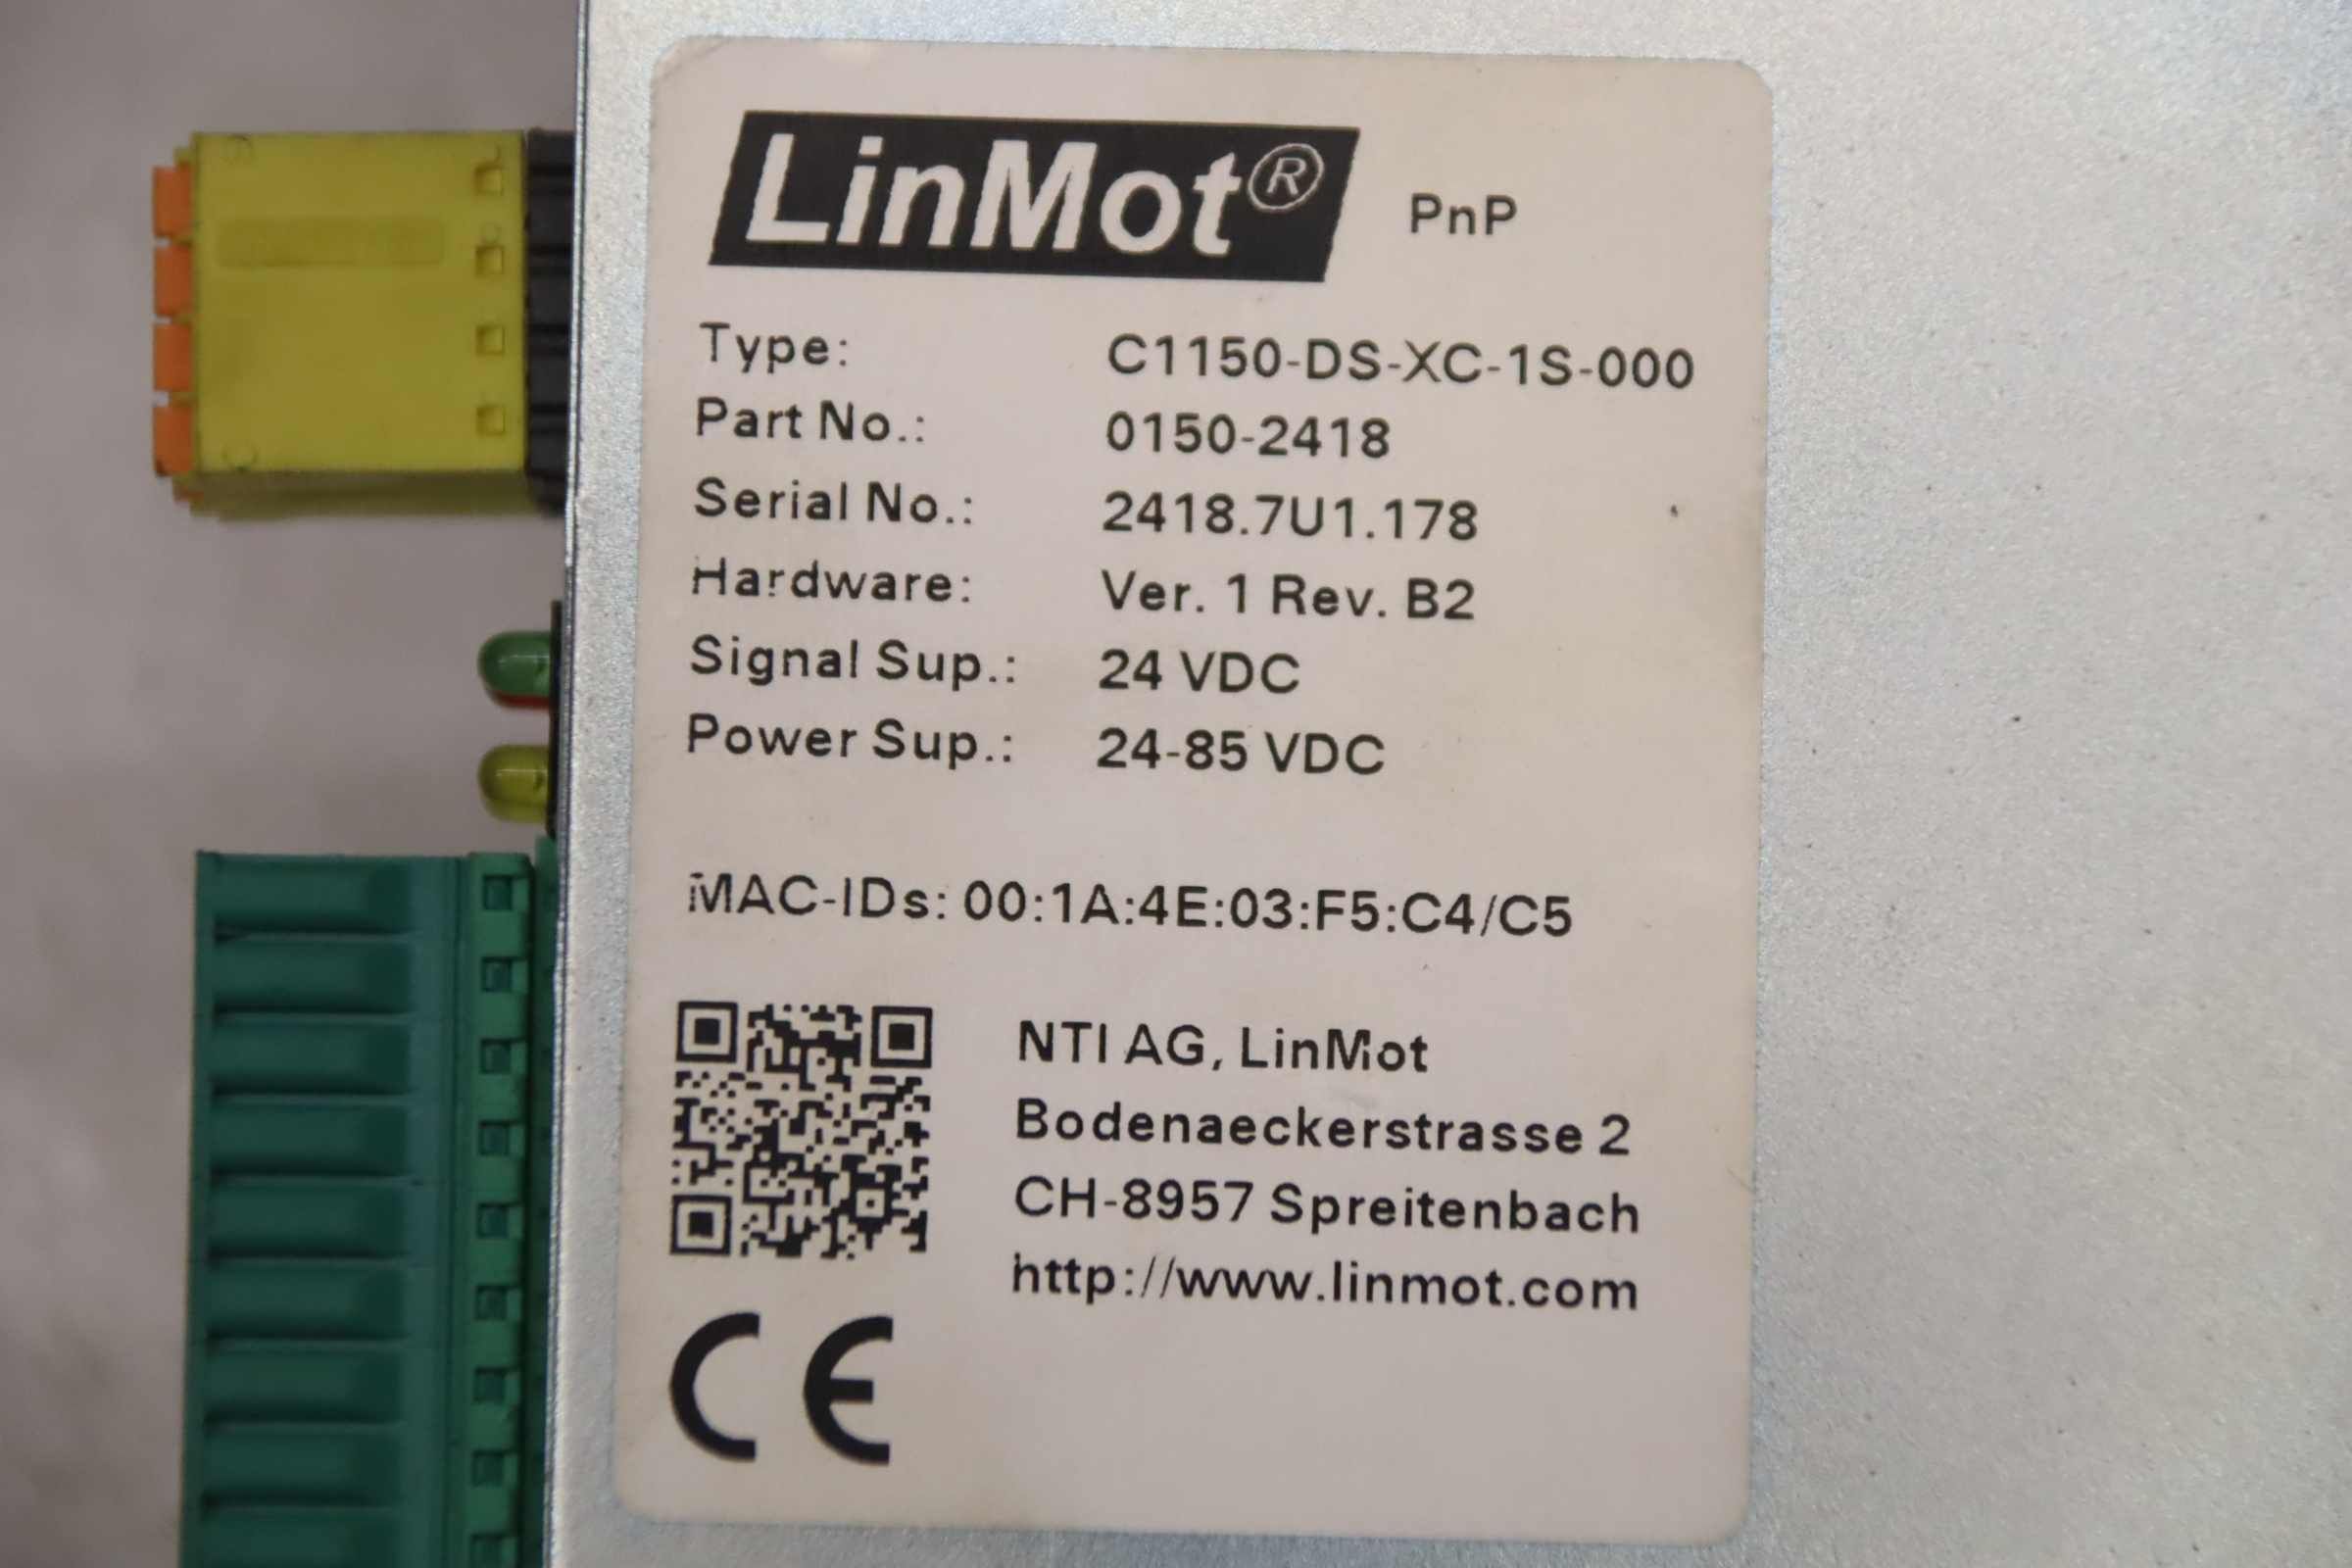 LinMot® PnP
Type: C1150-DS-XC-1S-000
Part No.: 0150-2418
Serial No.: 2418.7U1.178
Hardware: Ver. 1 Rev. B2
Signal Sup.: 24 VDC
Power Sup.: 24-85 VDC
MAC-IDs: 00:1A:4E:03:F5:C4/C5
NTI AG, LinMot
Bodenaeckerstrasse 2
CH-8957 Spreitenbach
http://www.linmot.com
CE